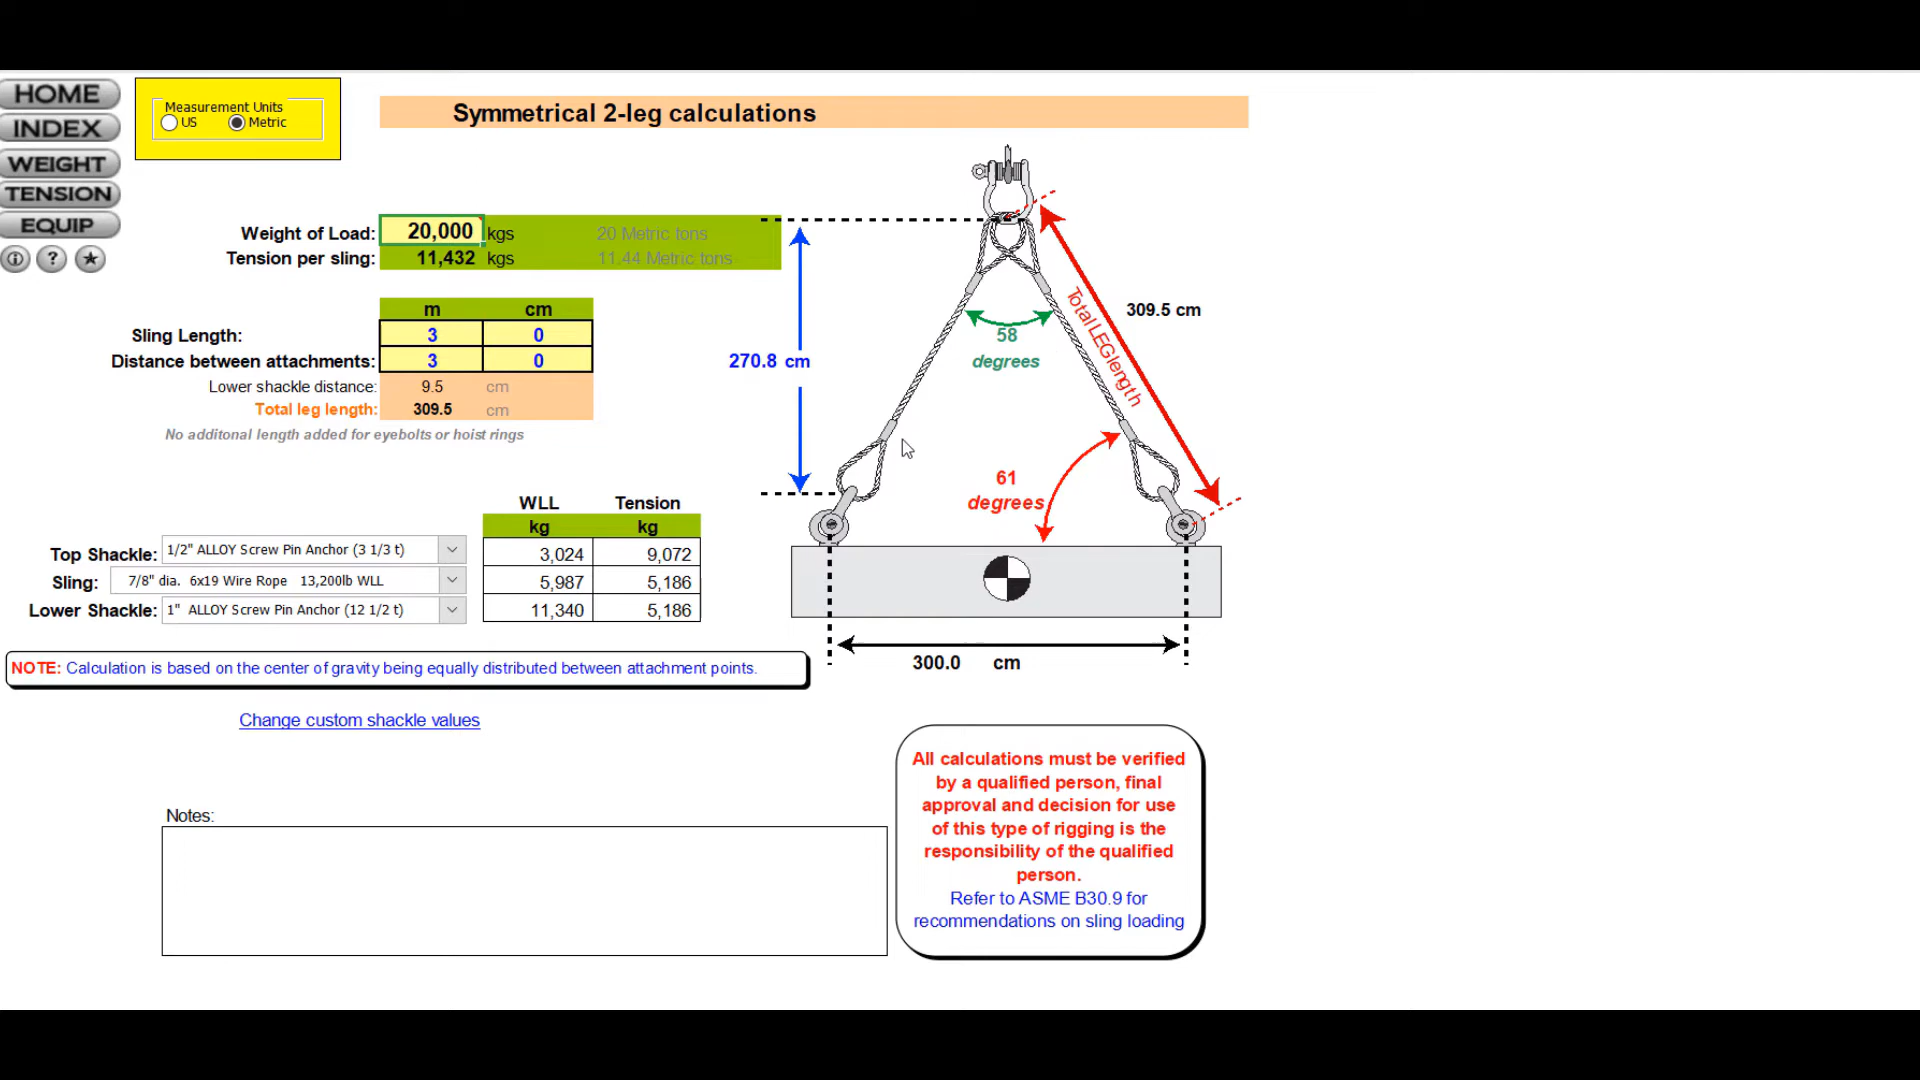 HOME
INDEX
WEIGHT
TENSION
EQUIP
i ? ★
Measurement Units
US Metric
Symmetrical 2-leg calculations
Weight of Load: 20,000 kgs 20 Metric tons
Tension per sling: 11,432 kgs 11.44 Metric tons
m cm
Sling Length: 3 0
Distance between attachments: 3 0
Lower shackle distance: 9.5 cm
Total leg length: 309.5 cm
No additonal length added for eyebolts or hoist rings
WLL Tension
kg kg
Top Shackle: 1/2" ALLOY Screw Pin Anchor (3 1/3 t) 3,024 9,072
Sling: 7/8" dia. 6x19 Wire Rope 13,200lb WLL 5,987 5,186
Lower Shackle: 1" ALLOY Screw Pin Anchor (12 1/2 t) 11,340 5,186
NOTE: Calculation is based on the center of gravity being equally distributed between attachment points.
Change custom shackle values
Notes:
270.8 cm
58
degrees
Total LEG length
309.5 cm
61
degrees
300.0 cm
All calculations must be verified
by a qualified person, final
approval and decision for use
of this type of rigging is the
responsibility of the qualified
person.
Refer to ASME B30.9 for
recommendations on sling loading